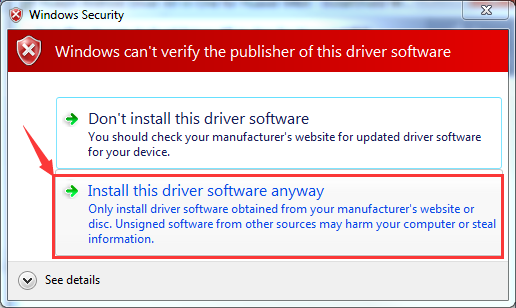 Windows Security
Windows can't verify the publisher of this driver software
Don't install this driver software
You should check your manufacturer's website for updated driver software
for your device.
Install this driver software anyway
Only install driver software obtained from your manufacturer's website or
disc. Unsigned software from other sources may harm your computer or steal
information.
See details